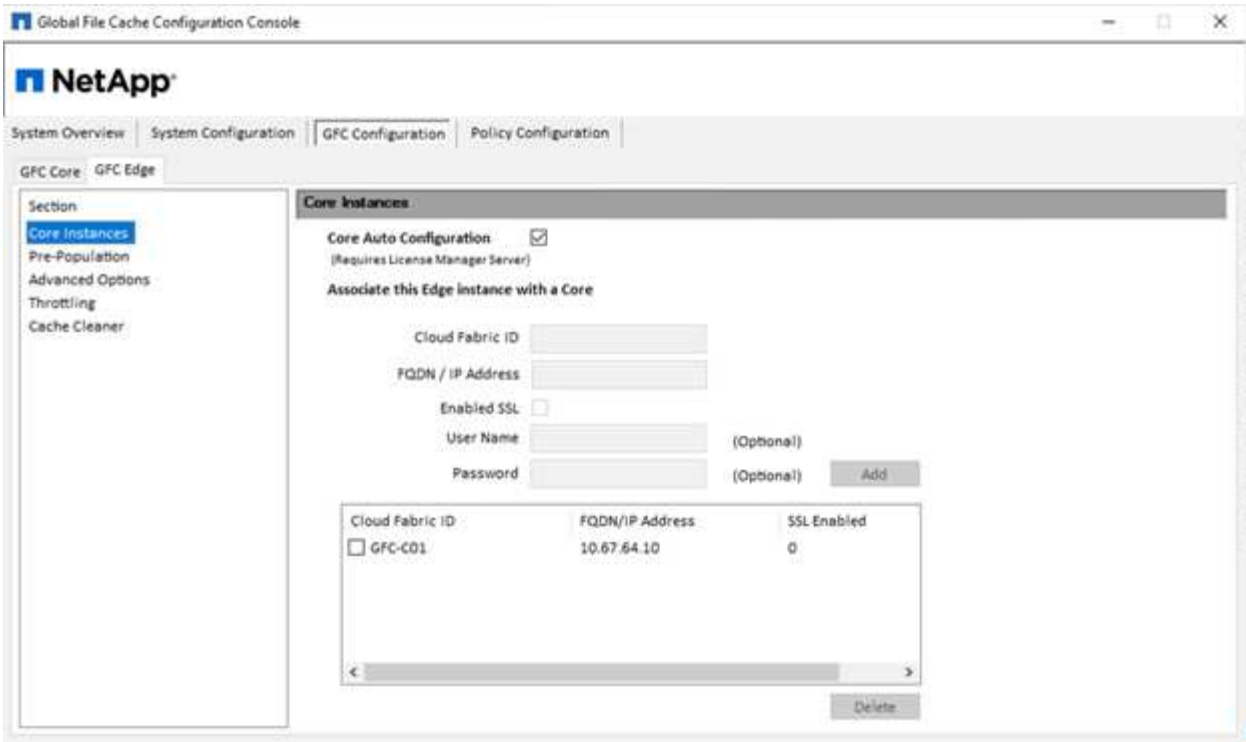 Global File Cache Configuration Console
NetApp
System Overview System Configuration GFC Configuration Policy Configuration
GFC Core GFC Edge
Section
Core Instances
Pre-Population
Advanced Options
Throttling
Cache Cleaner
Core Instances
Core Auto Configuration
(Requires License Manager Server)
Associate this Edge instance with a Core
Cloud Fabric ID
FQDN / IP Address
Enabled SSL
User Name (Optional)
Password (Optional) Add
Cloud Fabric ID FQDN/IP Address SSL Enabled
GFC-C01 10.67.64.10 0
Delete